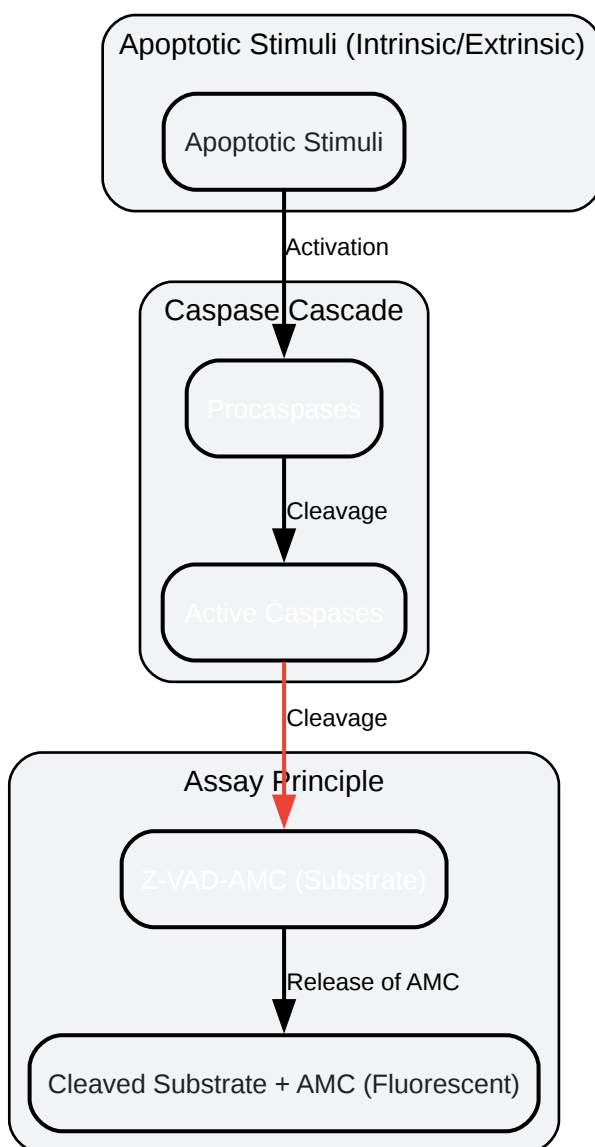 Apoptotic Stimuli (Intrinsic/Extrinsic)
Apoptotic Stimuli
Activation
Caspase Cascade
Procaspases
Cleavage
Active Caspases
Cleavage
Assay Principle
Z-VAD-AMC (Substrate)
Release of AMC
Cleaved Substrate + AMC (Fluorescent)